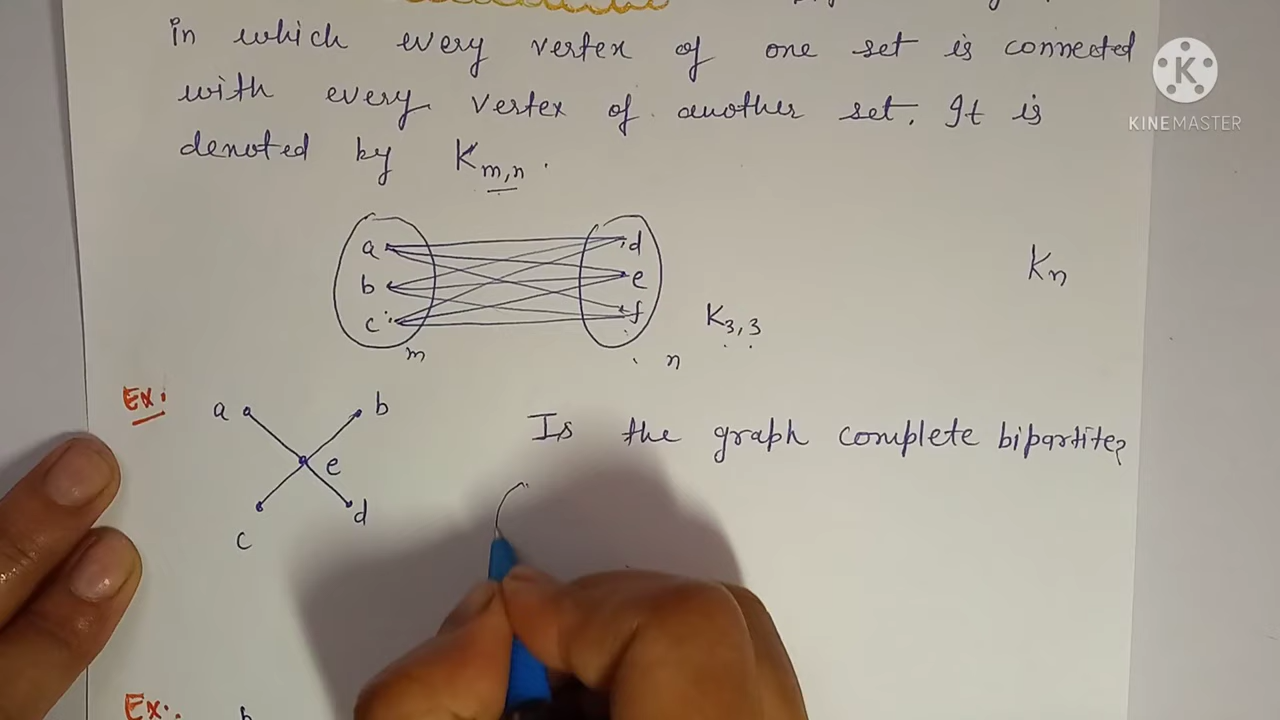 in which every vertex of one set is connected
with every vertex of another set. It is
denoted by Km,n.
K
KINEMASTER
a d
b e
c f
m n
K3,3
Kn
Ex:
a b
e
c d
Is the graph complete bipartite?
Ex:. b